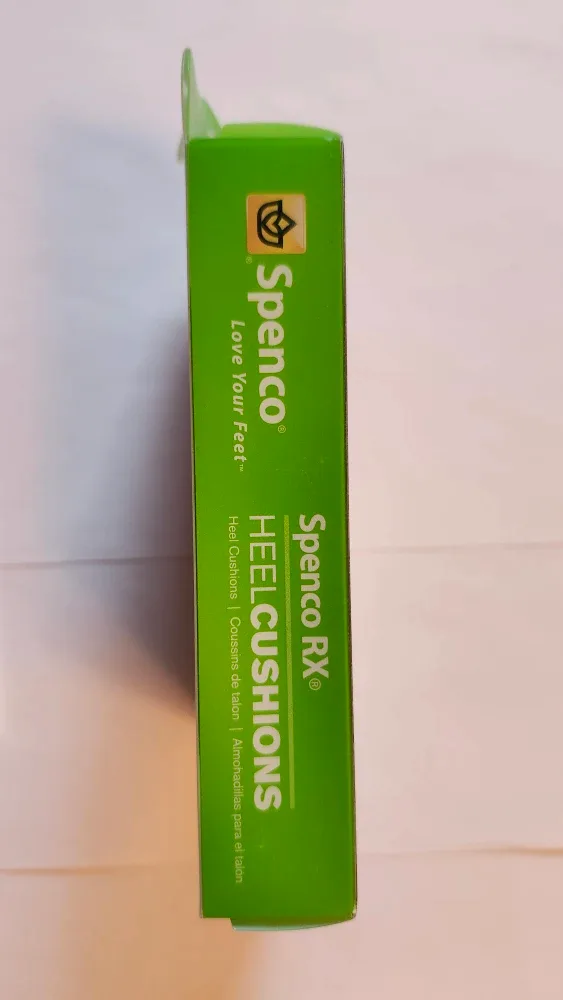 Spenco®
Love Your Feet™
Spenco RX®
HEELCUSHIONS
Heel Cushions | Coussins de talon | Almohadillas para el talón